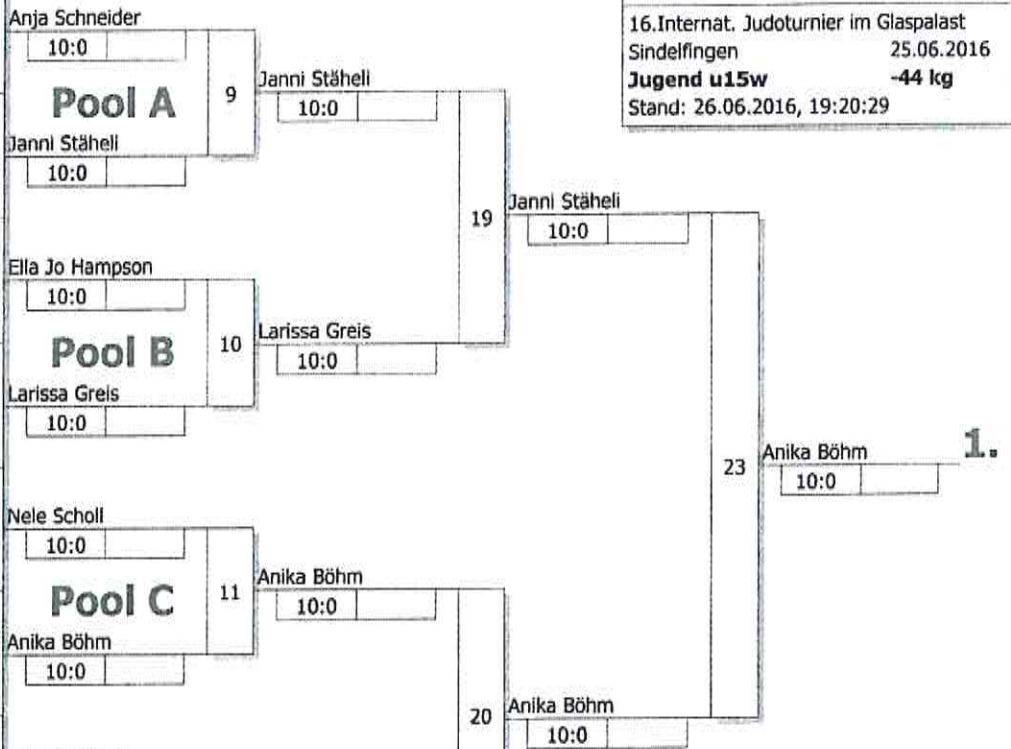 16.Internat. Judoturnier im Glaspalast
Sindelfingen 25.06.2016
Jugend u15w -44 kg
Stand: 26.06.2016, 19:20:29
Anja Schneider
10:0
Pool A
9
Janni Stäheli
10:0
Janni Stäheli
10:0
19
Janni Stäheli
10:0
Ella Jo Hampson
10:0
Pool B
10
Larissa Greis
10:0
Larissa Greis
10:0
23
Anika Böhm
10:0
1.
Nele Scholl
10:0
Pool C
11
Anika Böhm
10:0
Anika Böhm
10:0
20
Anika Böhm
10:0